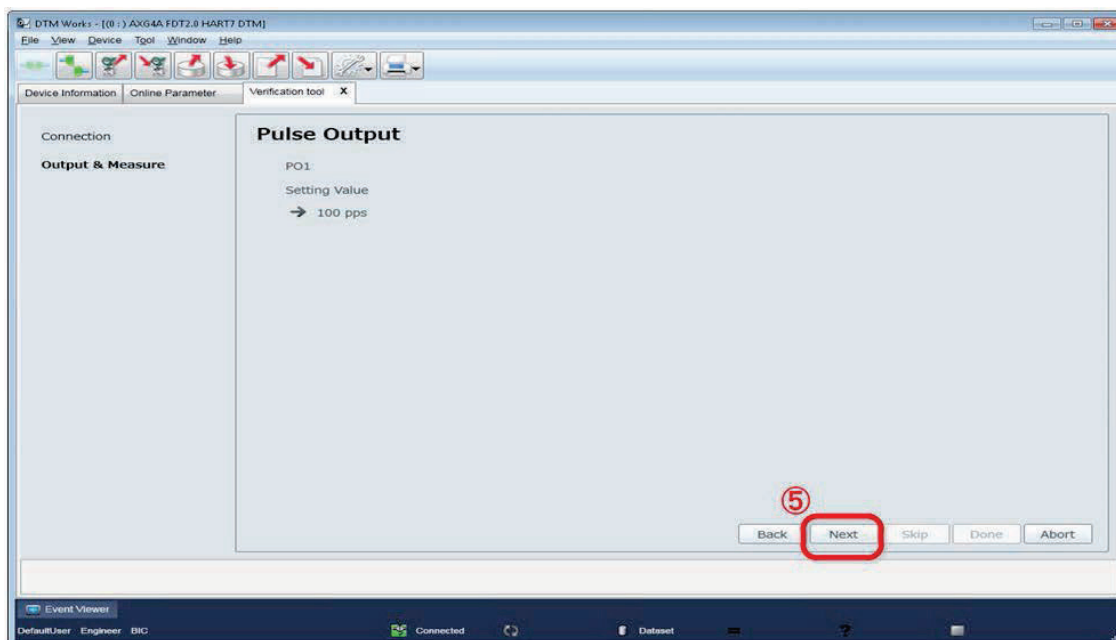 DTM Works - [(0 : ) AXG4A FDT2.0 HART7 DTM]
File View Device Tool Window Help
Device Information Online Parameter Verification tool X
Connection
Output & Measure
Pulse Output
PO1
Setting Value
→ 100 pps
⑤
Back Next Skip Done Abort
Event Viewer
DefaultUser Engineer BIC Connected Dataset = ?